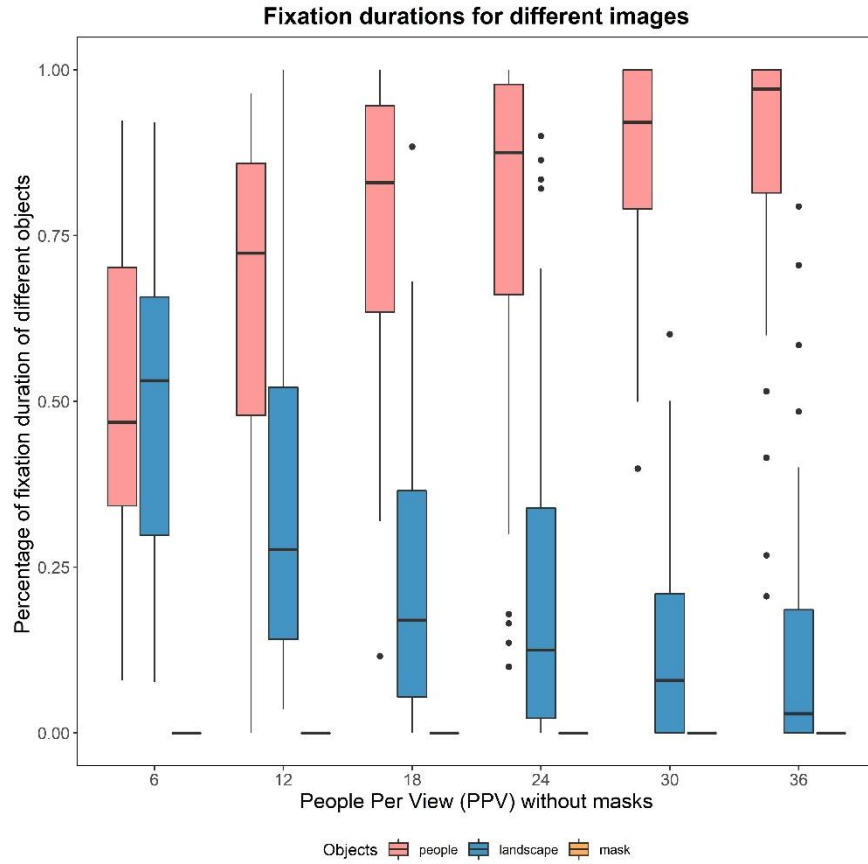 Fixation durations for different images
Percentage of fixation duration of different objects
1.00
0.75
0.50
0.25
0.00
6 12 18 24 30 36
People Per View (PPV) without masks
Objects people landscape mask